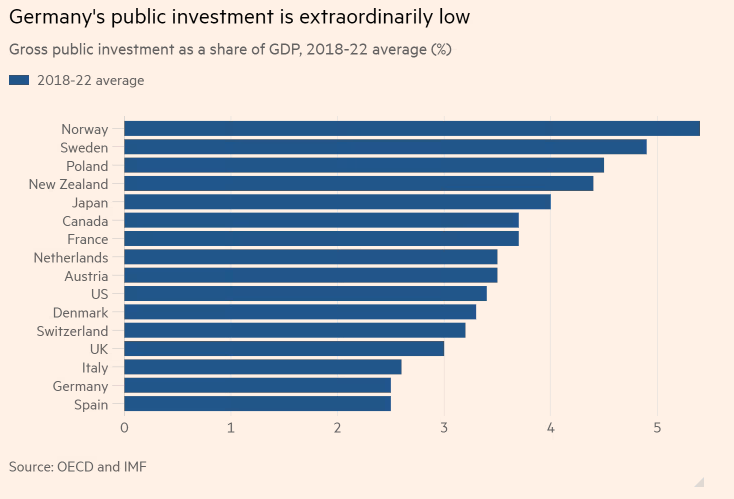 Germany's public investment is extraordinarily low
Gross public investment as a share of GDP, 2018-22 average (%)
2018-22 average
Norway
Sweden
Poland
New Zealand
Japan
Canada
France
Netherlands
Austria
US
Denmark
Switzerland
UK
Italy
Germany
Spain
0 1 2 3 4 5
Source: OECD and IMF